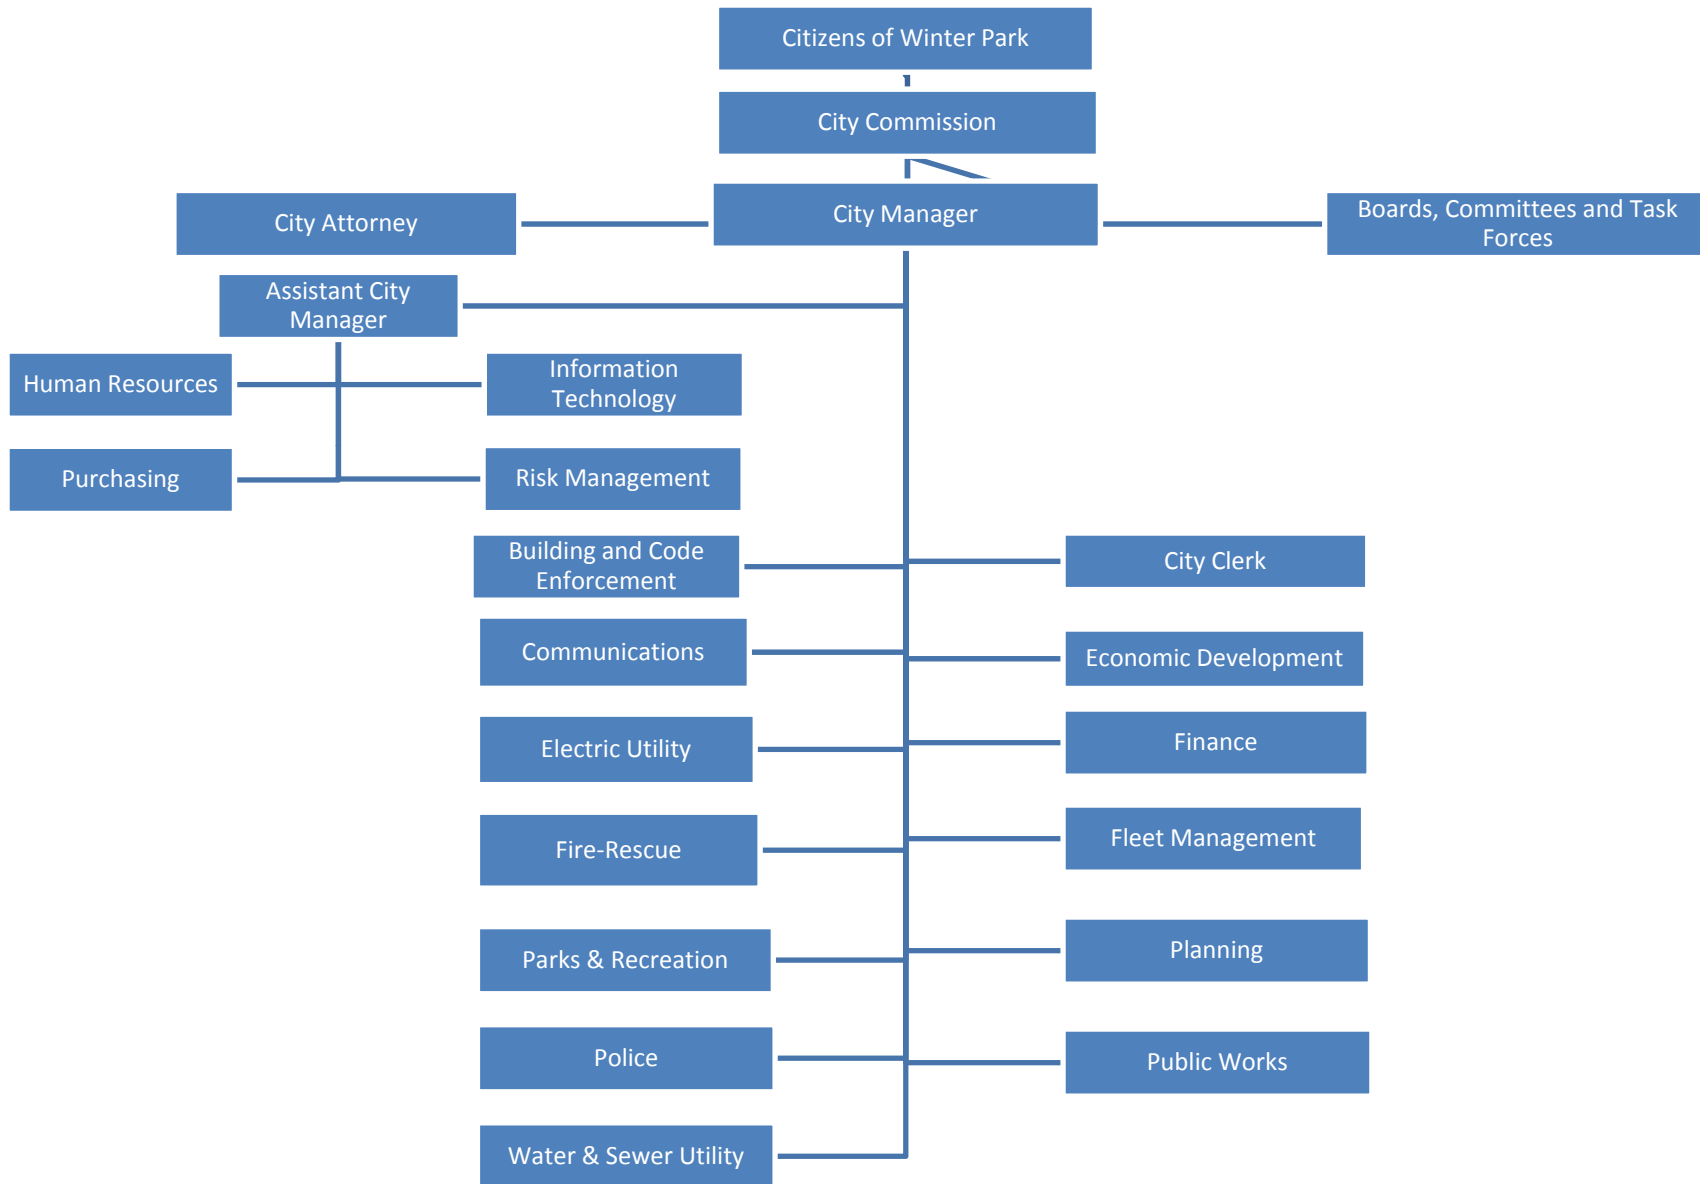 Citizens of Winter Park
City Commission
City Attorney
City Manager
Boards, Committees and Task
Forces
Assistant City
Manager
Human Resources
Information
Technology
Purchasing
Risk Management
Building and Code
Enforcement
City Clerk
Communications
Economic Development
Electric Utility
Finance
Fire-Rescue
Fleet Management
Parks & Recreation
Planning
Police
Public Works
Water & Sewer Utility